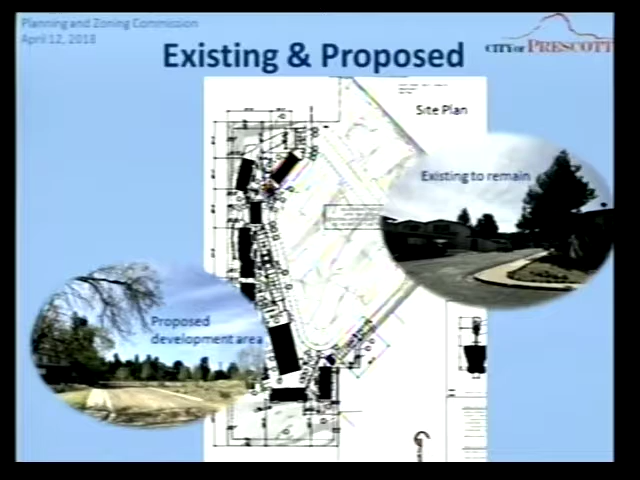 Planning and Zoning Commission
April 12, 2018
Existing & Proposed
CITY OF PRESCOTT
Site Plan
Existing to remain
Proposed
development area